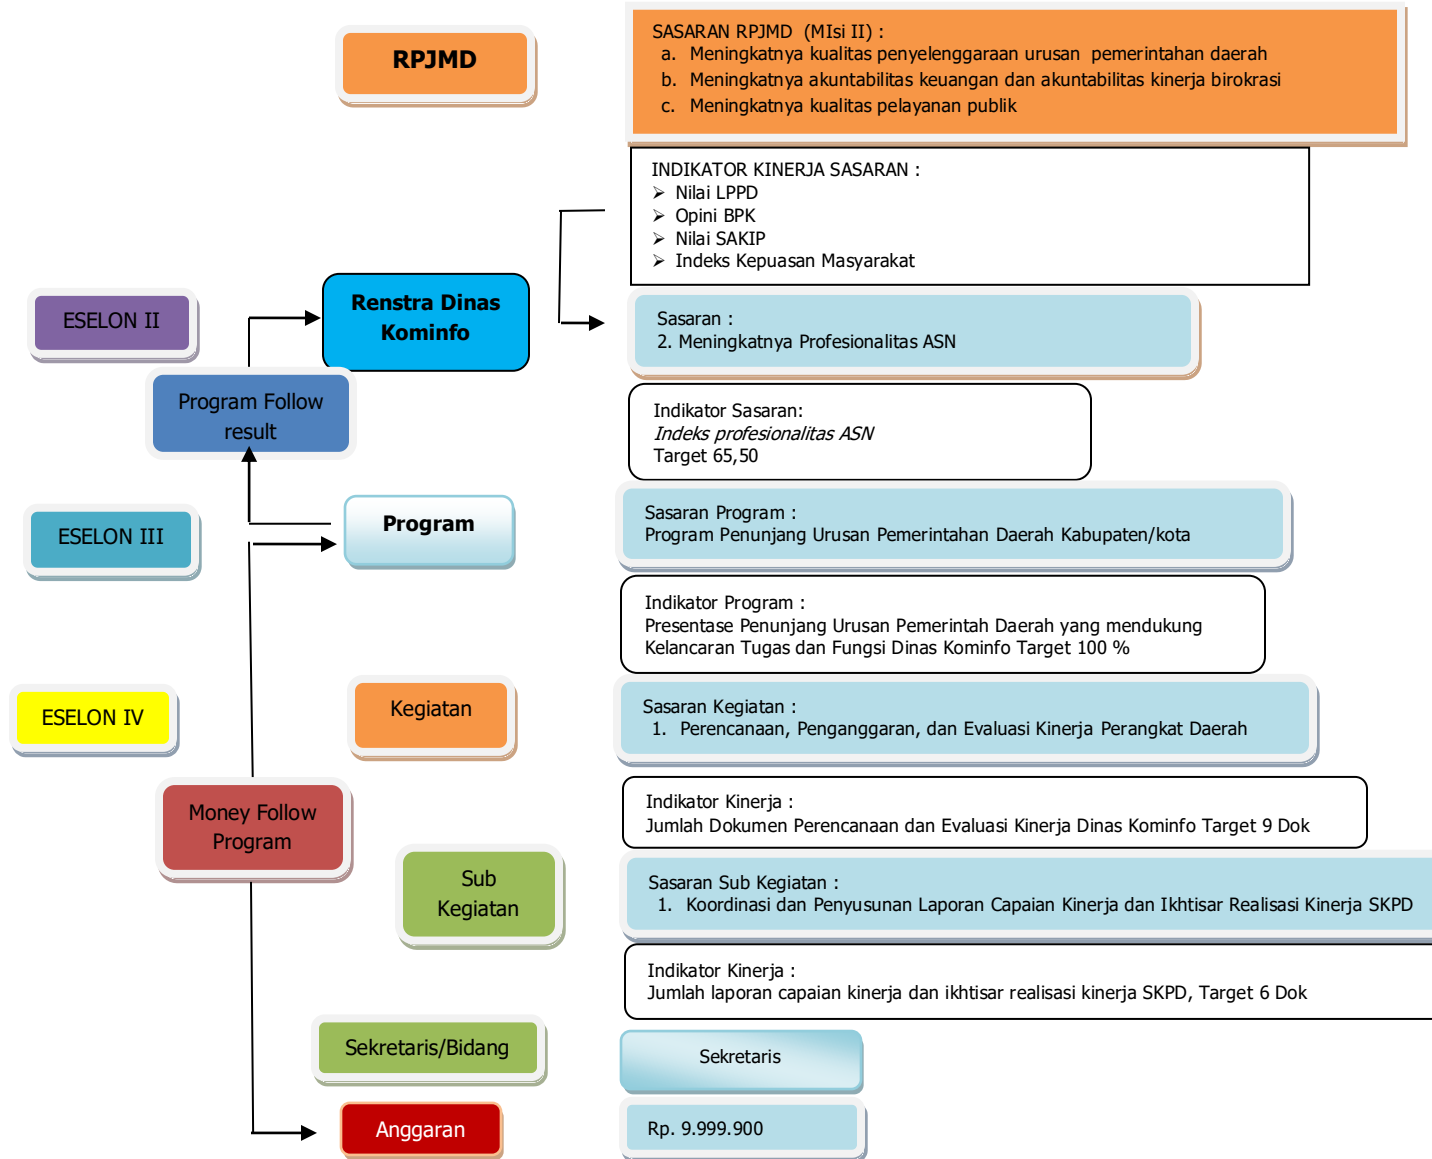 RPJMD
SASARAN RPJMD  (MIsi II) :
a. Meningkatnya kualitas penyelenggaraan urusan  pemerintahan daerah
b. Meningkatnya akuntabilitas keuangan dan akuntabilitas kinerja birokrasi
c. Meningkatnya kualitas pelayanan publik
INDIKATOR KINERJA SASARAN :
➢ Nilai LPPD
➢ Opini BPK
➢ Nilai SAKIP
➢ Indeks Kepuasan Masyarakat
ESELON II
Renstra Dinas
Kominfo
Sasaran :
2. Meningkatnya Profesionalitas ASN
Program Follow
result
Indikator Sasaran:
Indeks profesionalitas ASN
Target 65,50
ESELON III
Program
Sasaran Program :
Program Penunjang Urusan Pemerintahan Daerah Kabupaten/kota
Indikator Program :
Presentase Penunjang Urusan Pemerintah Daerah yang mendukung
Kelancaran Tugas dan Fungsi Dinas Kominfo Target 100 %
ESELON IV
Kegiatan
Sasaran Kegiatan :
1. Perencanaan, Penganggaran, dan Evaluasi Kinerja Perangkat Daerah
Money Follow
Program
Indikator Kinerja :
Jumlah Dokumen Perencanaan dan Evaluasi Kinerja Dinas Kominfo Target 9 Dok
Sub
Kegiatan
Sasaran Sub Kegiatan :
1. Koordinasi dan Penyusunan Laporan Capaian Kinerja dan Ikhtisar Realisasi Kinerja SKPD
Indikator Kinerja :
Jumlah laporan capaian kinerja dan ikhtisar realisasi kinerja SKPD, Target 6 Dok
Sekretaris/Bidang
Sekretaris
Anggaran
Rp. 9.999.900